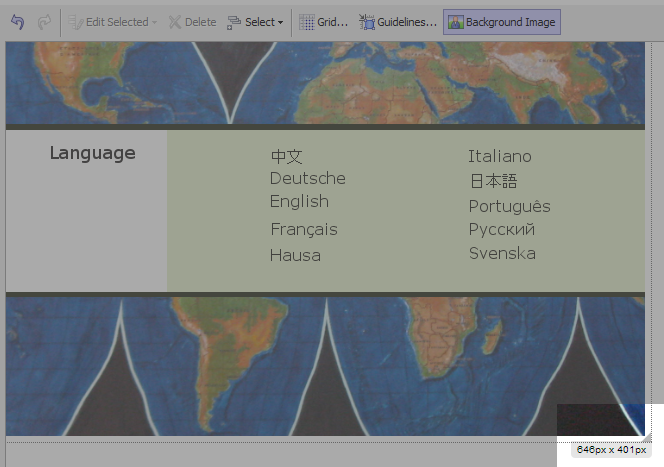 Edit Selected Delete Select Grid... Guidelines... Background Image
Language
中文
Deutsche
English
Français
Hausa
Italiano
日本語
Português
Русский
Svenska
646px x 401px